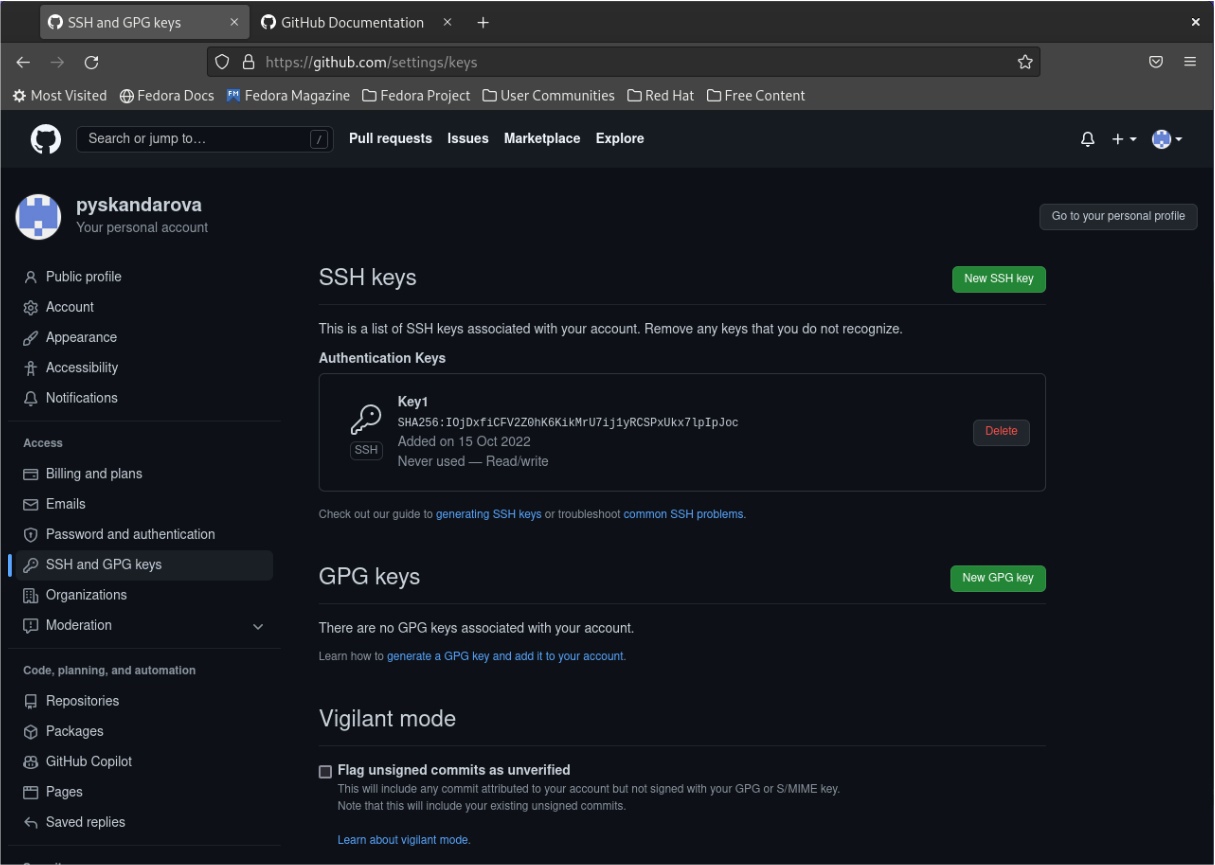 SSH and GPG keys
GitHub Documentation
https://github.com/settings/keys
Most Visited
Fedora Docs
FM
Fedora Magazine
Fedora Project
User Communities
Red Hat
Free Content
Search or jump to...
/
Pull requests
Issues
Marketplace
Explore
pyskandarova
Your personal account
Go to your personal profile
Public profile
Account
Appearance
Accessibility
Notifications
Access
Billing and plans
Emails
Password and authentication
SSH and GPG keys
Organizations
Moderation
Code, planning, and automation
Repositories
Packages
GitHub Copilot
Pages
Saved replies
SSH keys
New SSH key
This is a list of SSH keys associated with your account. Remove any keys that you do not recognize.
Authentication Keys
SSH
Key1
SHA256:IOjDxfiCFV2Z0hK6KikMrU7ij1yRCSPxUkx7lpIpJoc
Added on 15 Oct 2022
Never used — Read/write
Delete
Check out our guide to generating SSH keys or troubleshoot common SSH problems.
GPG keys
New GPG key
There are no GPG keys associated with your account.
Learn how to generate a GPG key and add it to your account.
Vigilant mode
Flag unsigned commits as unverified
This will include any commit attributed to your account but not signed with your GPG or S/MIME key.
Note that this will include your existing unsigned commits.
Learn about vigilant mode.